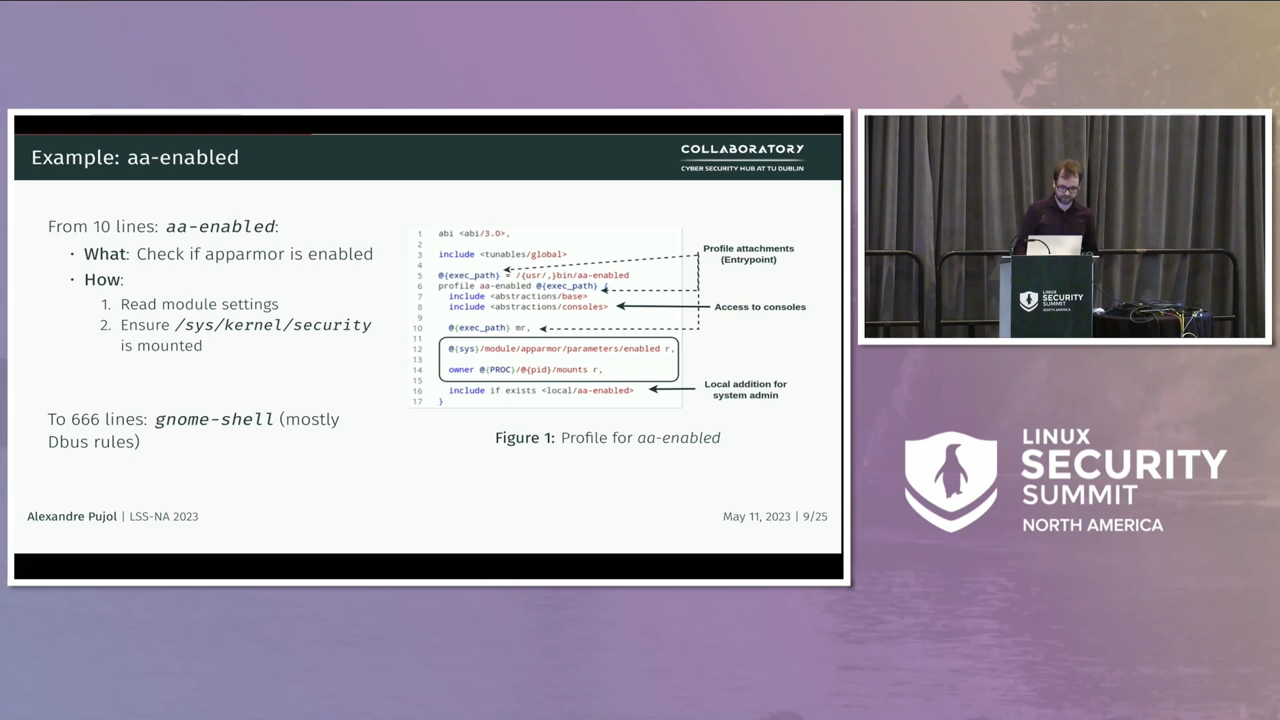 Example: aa-enabled
COLLABORATORY
CYBER SECURITY HUB AT TU DUBLIN
From 10 lines: aa-enabled:
• What: Check if apparmor is enabled
• How:
1. Read module settings
2. Ensure /sys/kernel/security
is mounted
To 666 lines: gnome-shell (mostly
Dbus rules)
1 abi <abi/3.0>,
2
3 include <tunables/global>
4
5 @{exec_path} = /{usr/,}bin/aa-enabled
6 profile aa-enabled @{exec_path} {
7 include <abstractions/base>
8 include <abstractions/consoles>
9
10 @{exec_path} mr,
11
12 @{sys}/module/apparmor/parameters/enabled r,
13
14 owner @{PROC}/@{pid}/mounts r,
15
16 include if exists <local/aa-enabled>
17 }
Profile attachments
(Entrypoint)
Access to consoles
Local addition for
system admin
Figure 1: Profile for aa-enabled
Alexandre Pujol | LSS-NA 2023
May 11, 2023 | 9/25
LINUX
SECURITY
SUMMIT
NORTH AMERICA
LINUX
SECURITY
SUMMIT
NORTH AMERICA